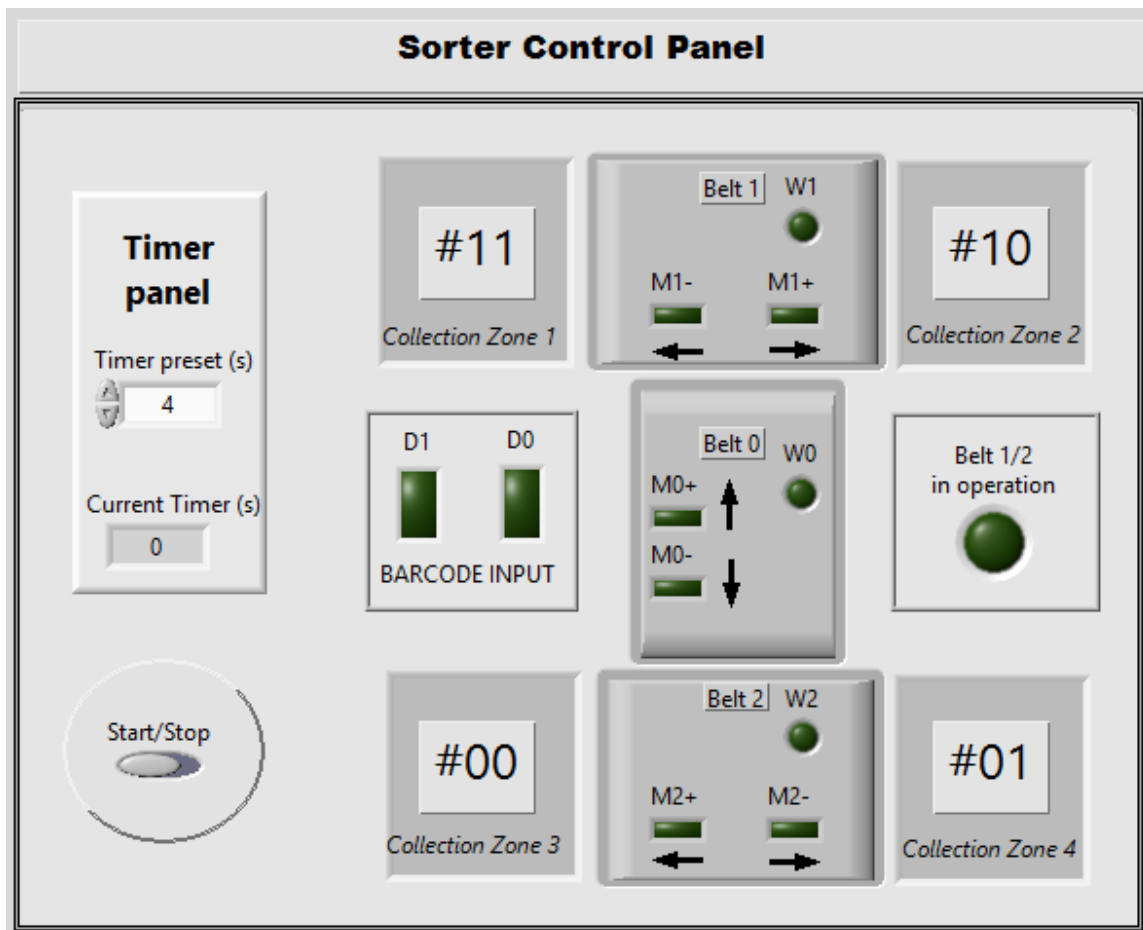 Sorter Control Panel
Timer
panel
Timer preset (s)
4
Current Timer (s)
0
Start/Stop
#11
Collection Zone 1
Belt 1 W1
M1- M1+
#10
Collection Zone 2
D1 D0
BARCODE INPUT
Belt 0 W0
M0+
M0-
Belt 1/2
in operation
#00
Collection Zone 3
Belt 2 W2
M2+ M2-
#01
Collection Zone 4